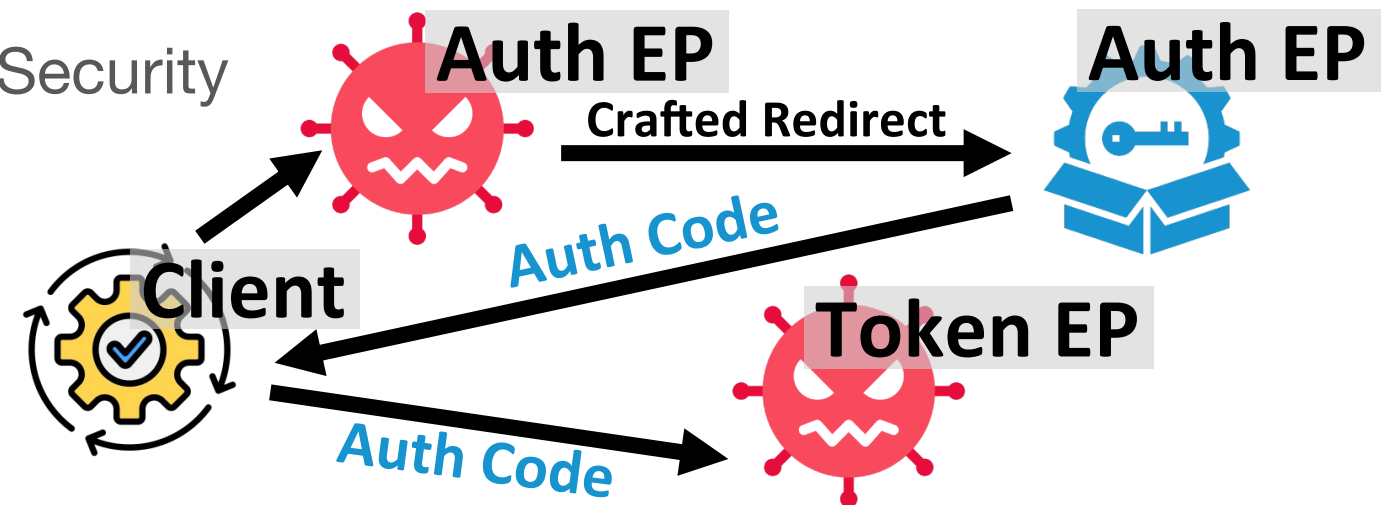 Security
Auth EP
Auth EP
Crafted Redirect
Auth Code
Client
Token EP
Auth Code